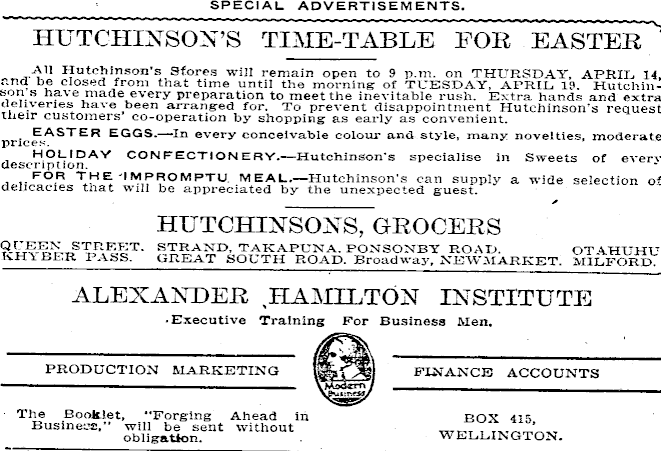 SPECIAL ADVERTISEMENTS.
HUTCHINSON'S TIME-TABLE FOR EASTER
All Hutchinson's Stores will remain open to 9 p.m. on THURSDAY, APRIL 14,
and be closed from that time until the morning of TUESDAY, APRIL 19. Hutchin-
son's have made every preparation to meet the inevitable rush. Extra hands and extra
deliveries have been arranged for. To prevent disappointment Hutchinson's request
their customers' co-operation by shopping as early as convenient.
EASTER EGGS.—In every conceivable colour and style, many novelties, moderate
prices.
HOLIDAY CONFECTIONERY.—Hutchinson's specialise in Sweets of every
description.
FOR THE IMPROMPTU MEAL.—Hutchinson's can supply a wide selection of
delicacies that will be appreciated by the unexpected guest.
HUTCHINSONS, GROCERS
QUEEN STREET. STRAND, TAKAPUNA. PONSONBY ROAD. OTAHUHU
KHYBER PASS. GREAT SOUTH ROAD. Broadway, NEWMARKET. MILFORD.
ALEXANDER HAMILTON INSTITUTE
Executive Training For Business Men.
PRODUCTION MARKETING
FINANCE ACCOUNTS
Modern
Business
The Booklet, "Forging Ahead in
Business," will be sent without
obligation.
BOX 415,
WELLINGTON.